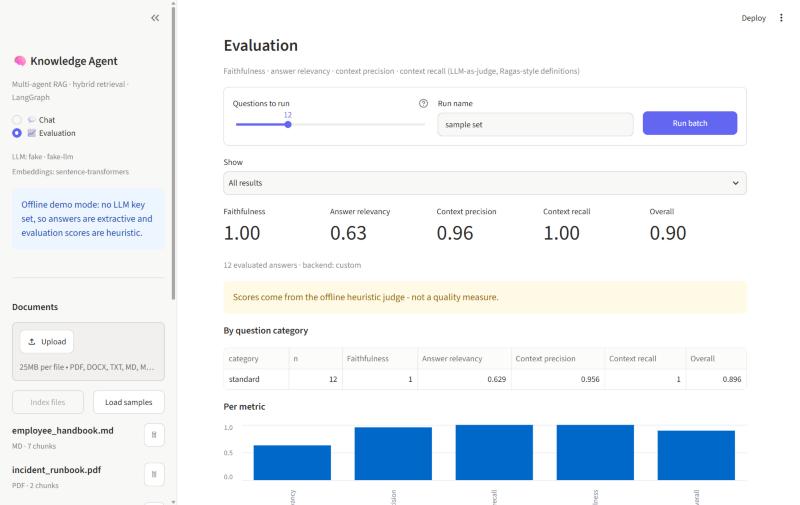 Deploy
Knowledge Agent
Multi-agent RAG · hybrid retrieval ·
LangGraph
Chat
Evaluation
LLM: fake · fake-llm
Embeddings: sentence-transformers
Offline demo mode: no LLM key
set, so answers are extractive and
evaluation scores are heuristic.
Documents
Upload
25MB per file • PDF, DOCX, TXT, MD, M...
Index files
Load samples
employee_handbook.md
MD · 7 chunks
incident_runbook.pdf
PDF · 2 chunks
Evaluation
Faithfulness · answer relevancy · context precision · context recall (LLM-as-judge, Ragas-style definitions)
Questions to run
12
Run name
sample set
Run batch
Show
All results
Faithfulness Answer relevancy Context precision Context recall Overall
1.00 0.63 0.96 1.00 0.90
12 evaluated answers · backend: custom
Scores come from the offline heuristic judge - not a quality measure.
By question category
category n Faithfulness Answer relevancy Context precision Context recall Overall
standard 12 1 0.629 0.956 1 0.896
Per metric
1.0
0.5
0.0